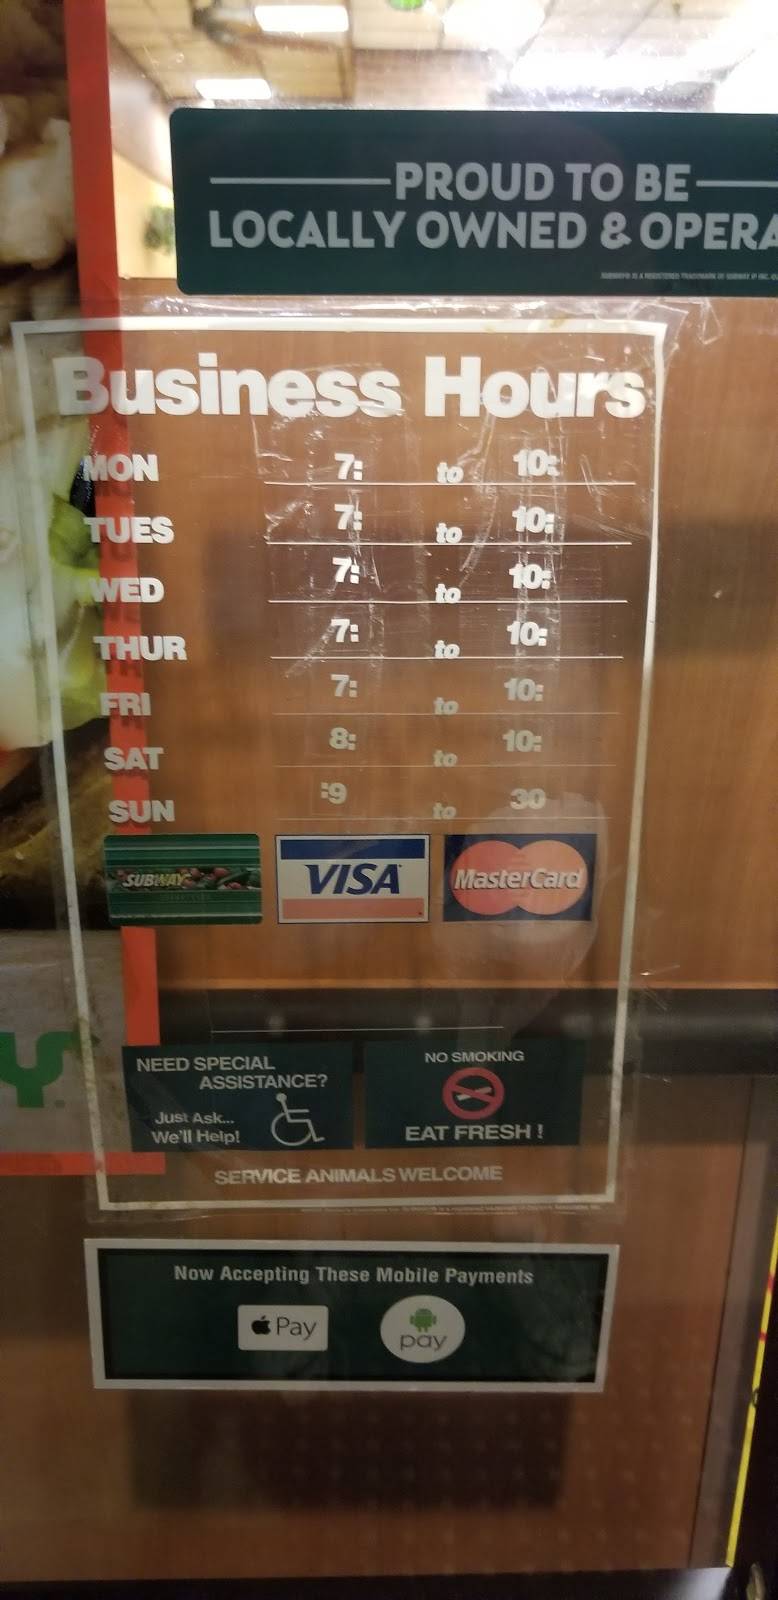 PROUD TO BE
LOCALLY OWNED & OPERA
Business Hours
MON 7: to 10:
TUES 7: to 10:
WED 7: to 10:
THUR 7: to 10:
FRI 7: to 10:
SAT 8: to 10:
SUN :9 to 30
SUBWAY VISA MasterCard
Y
NEED SPECIAL
ASSISTANCE?
Just Ask...
We'll Help!
NO SMOKING
EAT FRESH !
SERVICE ANIMALS WELCOME
Now Accepting These Mobile Payments
Pay
pay